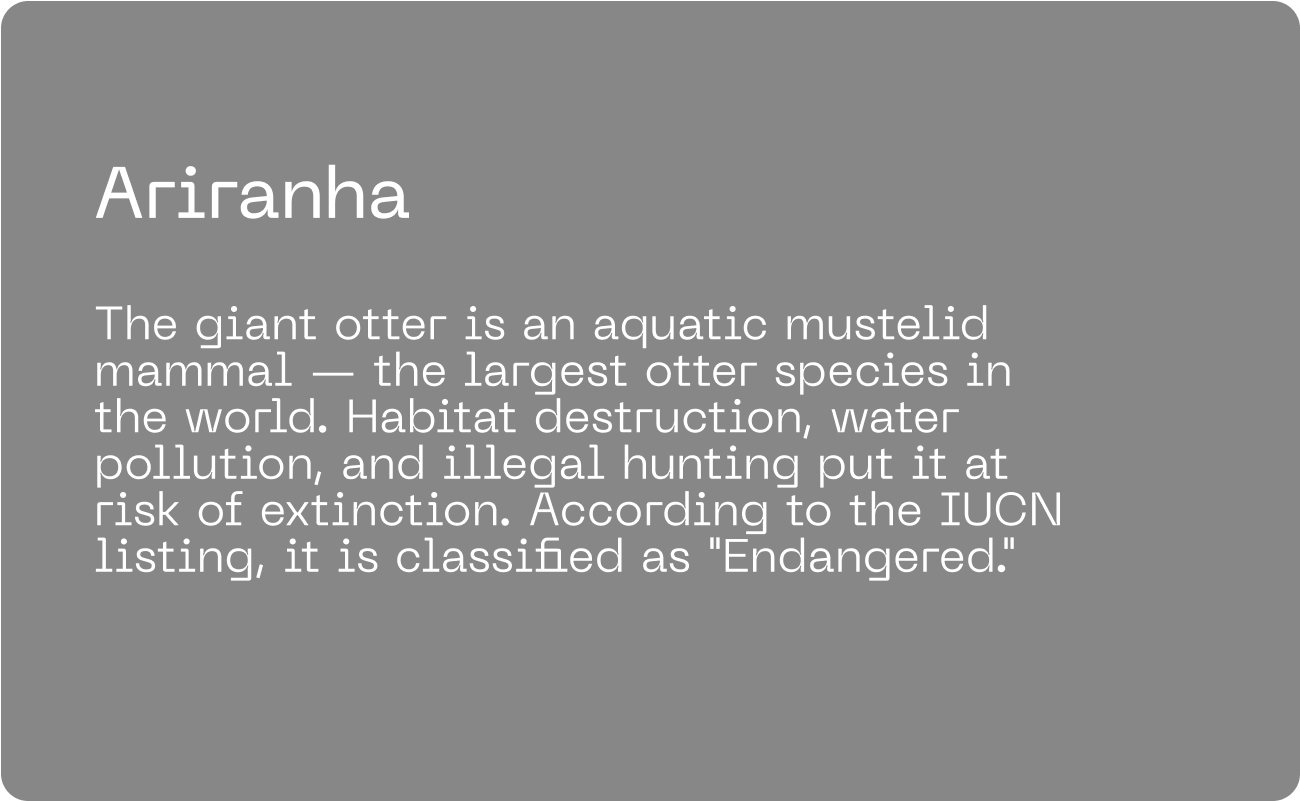 Ariranha
The giant otter is an aquatic mustelid
mammal — the largest otter species in
the world. Habitat destruction, water
pollution, and illegal hunting put it at
risk of extinction. According to the IUCN
listing, it is classified as "Endangered."